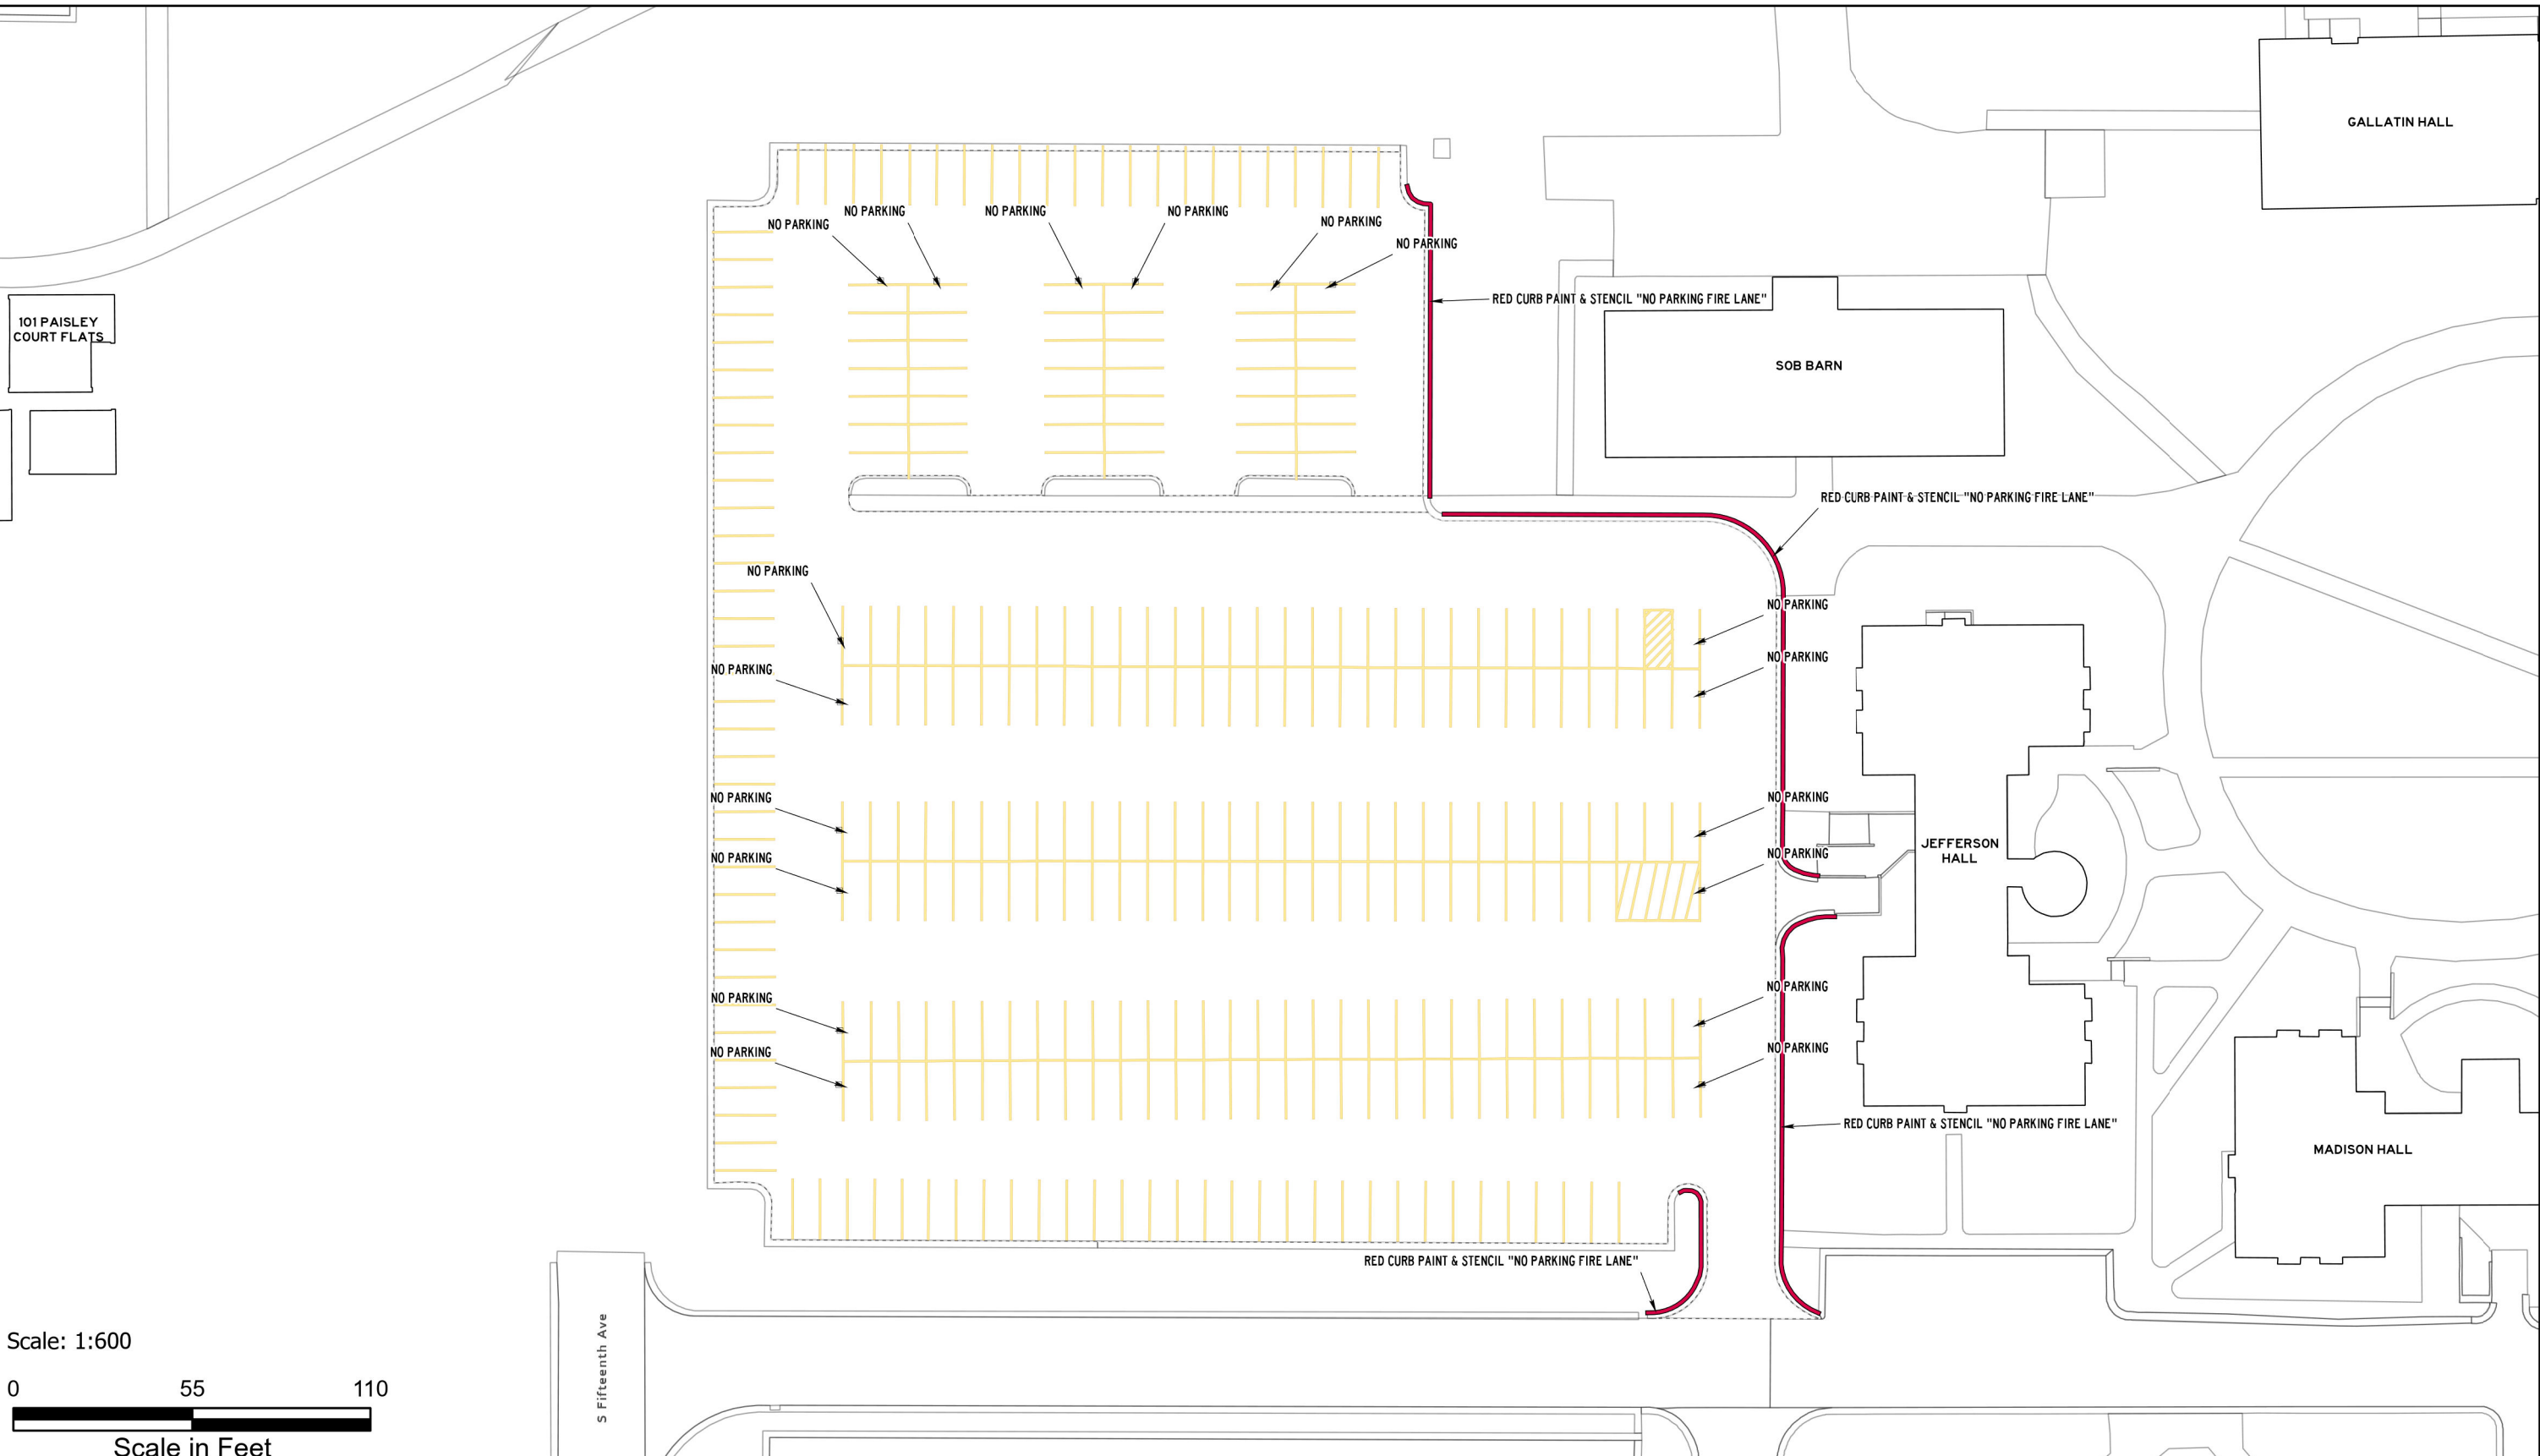 GALLATIN HALL
NO PARKING
NO PARKING
NO PARKING
NO PARKING
NO PARKING
NO PARKING
RED CURB PAINT & STENCIL "NO PARKING FIRE LANE"
101 PAISLEY
COURT FLATS
SOB BARN
RED CURB PAINT & STENCIL "NO PARKING FIRE LANE"
NO PARKING
NO PARKING
NO PARKING
NO PARKING
NO PARKING
NO PARKING
NO PARKING
JEFFERSON
HALL
NO PARKING
NO PARKING
NO PARKING
NO PARKING
NO PARKING
RED CURB PAINT & STENCIL "NO PARKING FIRE LANE"
MADISON HALL
RED CURB PAINT & STENCIL "NO PARKING FIRE LANE"
S Fifteenth Ave
Scale: 1:600
0 55 110
Scale in Feet